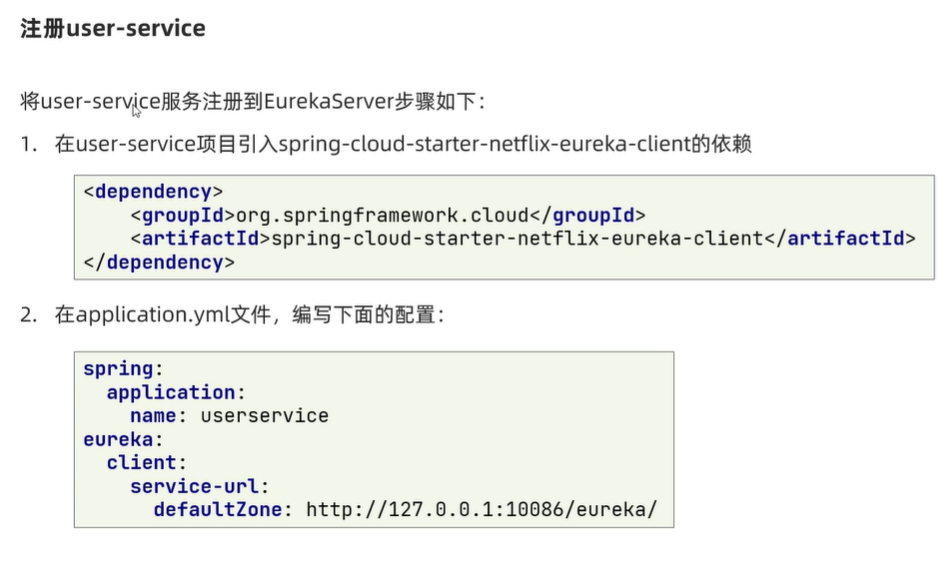 注册user-service
将user-service服务注册到EurekaServer步骤如下：
1. 在user-service项目引入spring-cloud-starter-netflix-eureka-client的依赖
<dependency>
    <groupId>org.springframework.cloud</groupId>
    <artifactId>spring-cloud-starter-netflix-eureka-client</artifactId>
</dependency>
2. 在application.yml文件，编写下面的配置：
spring:
  application:
    name: userservice
eureka:
  client:
    service-url:
      defaultZone: http://127.0.0.1:10086/eureka/